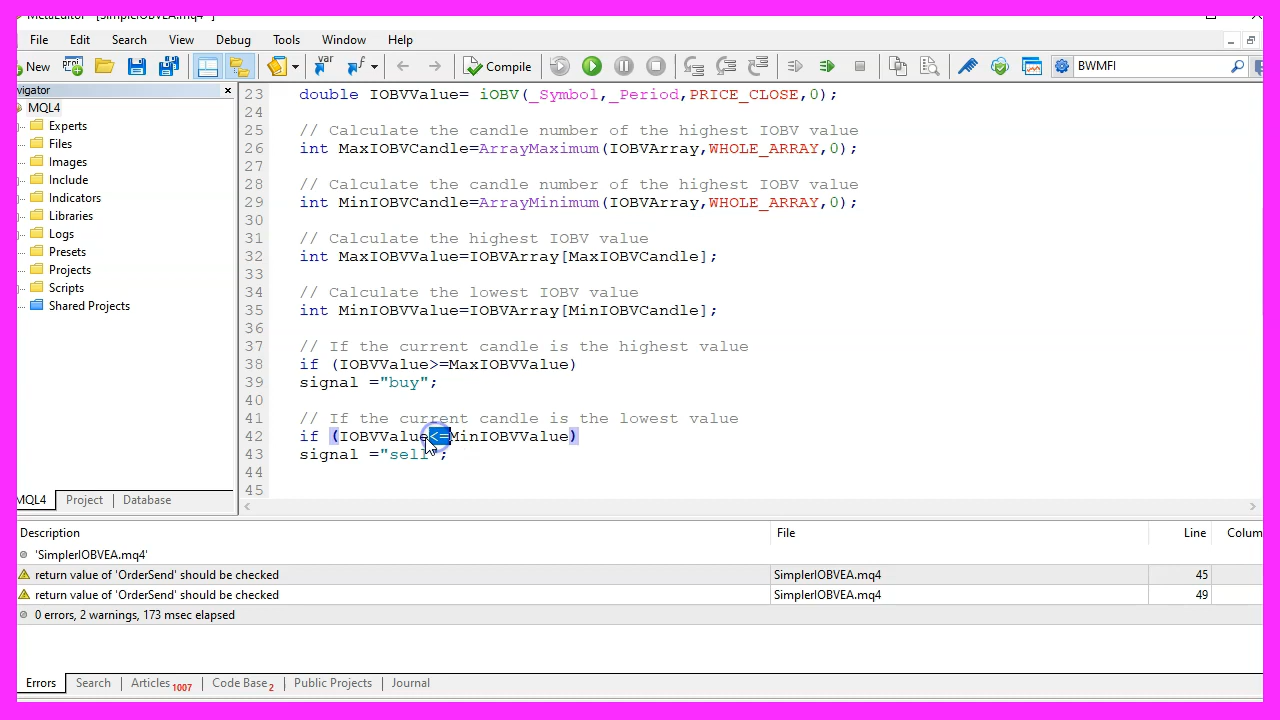 MetaEditor - [SimplerIOBVEA.mq4 *]
File Edit Search View Debug Tools Window Help
New Compile BWMFI
avigator
MQL4
Experts
Files
Images
Include
Indicators
Libraries
Logs
Presets
Projects
Scripts
Shared Projects
MQL4 Project Database
23 double IOBVValue= iOBV(_Symbol,_Period,PRICE_CLOSE,0);
24
25 // Calculate the candle number of the highest IOBV value
26 int MaxIOBVCandle=ArrayMaximum(IOBVArray,WHOLE_ARRAY,0);
27
28 // Calculate the candle number of the highest IOBV value
29 int MinIOBVCandle=ArrayMinimum(IOBVArray,WHOLE_ARRAY,0);
30
31 // Calculate the highest IOBV value
32 int MaxIOBVValue=IOBVArray[MaxIOBVCandle];
33
34 // Calculate the lowest IOBV value
35 int MinIOBVValue=IOBVArray[MinIOBVCandle];
36
37 // If the current candle is the highest value
38 if (IOBVValue>=MaxIOBVValue)
39 signal ="buy";
40
41 // If the current candle is the lowest value
42 if (IOBVValue<=MinIOBVValue)
43 signal ="sell";
44
45
Description File Line Colum
'SimplerIOBVEA.mq4'
return value of 'OrderSend' should be checked SimplerIOBVEA.mq4 45
return value of 'OrderSend' should be checked SimplerIOBVEA.mq4 49
0 errors, 2 warnings, 173 msec elapsed
Errors Search Articles 1007 Code Base 2 Public Projects Journal